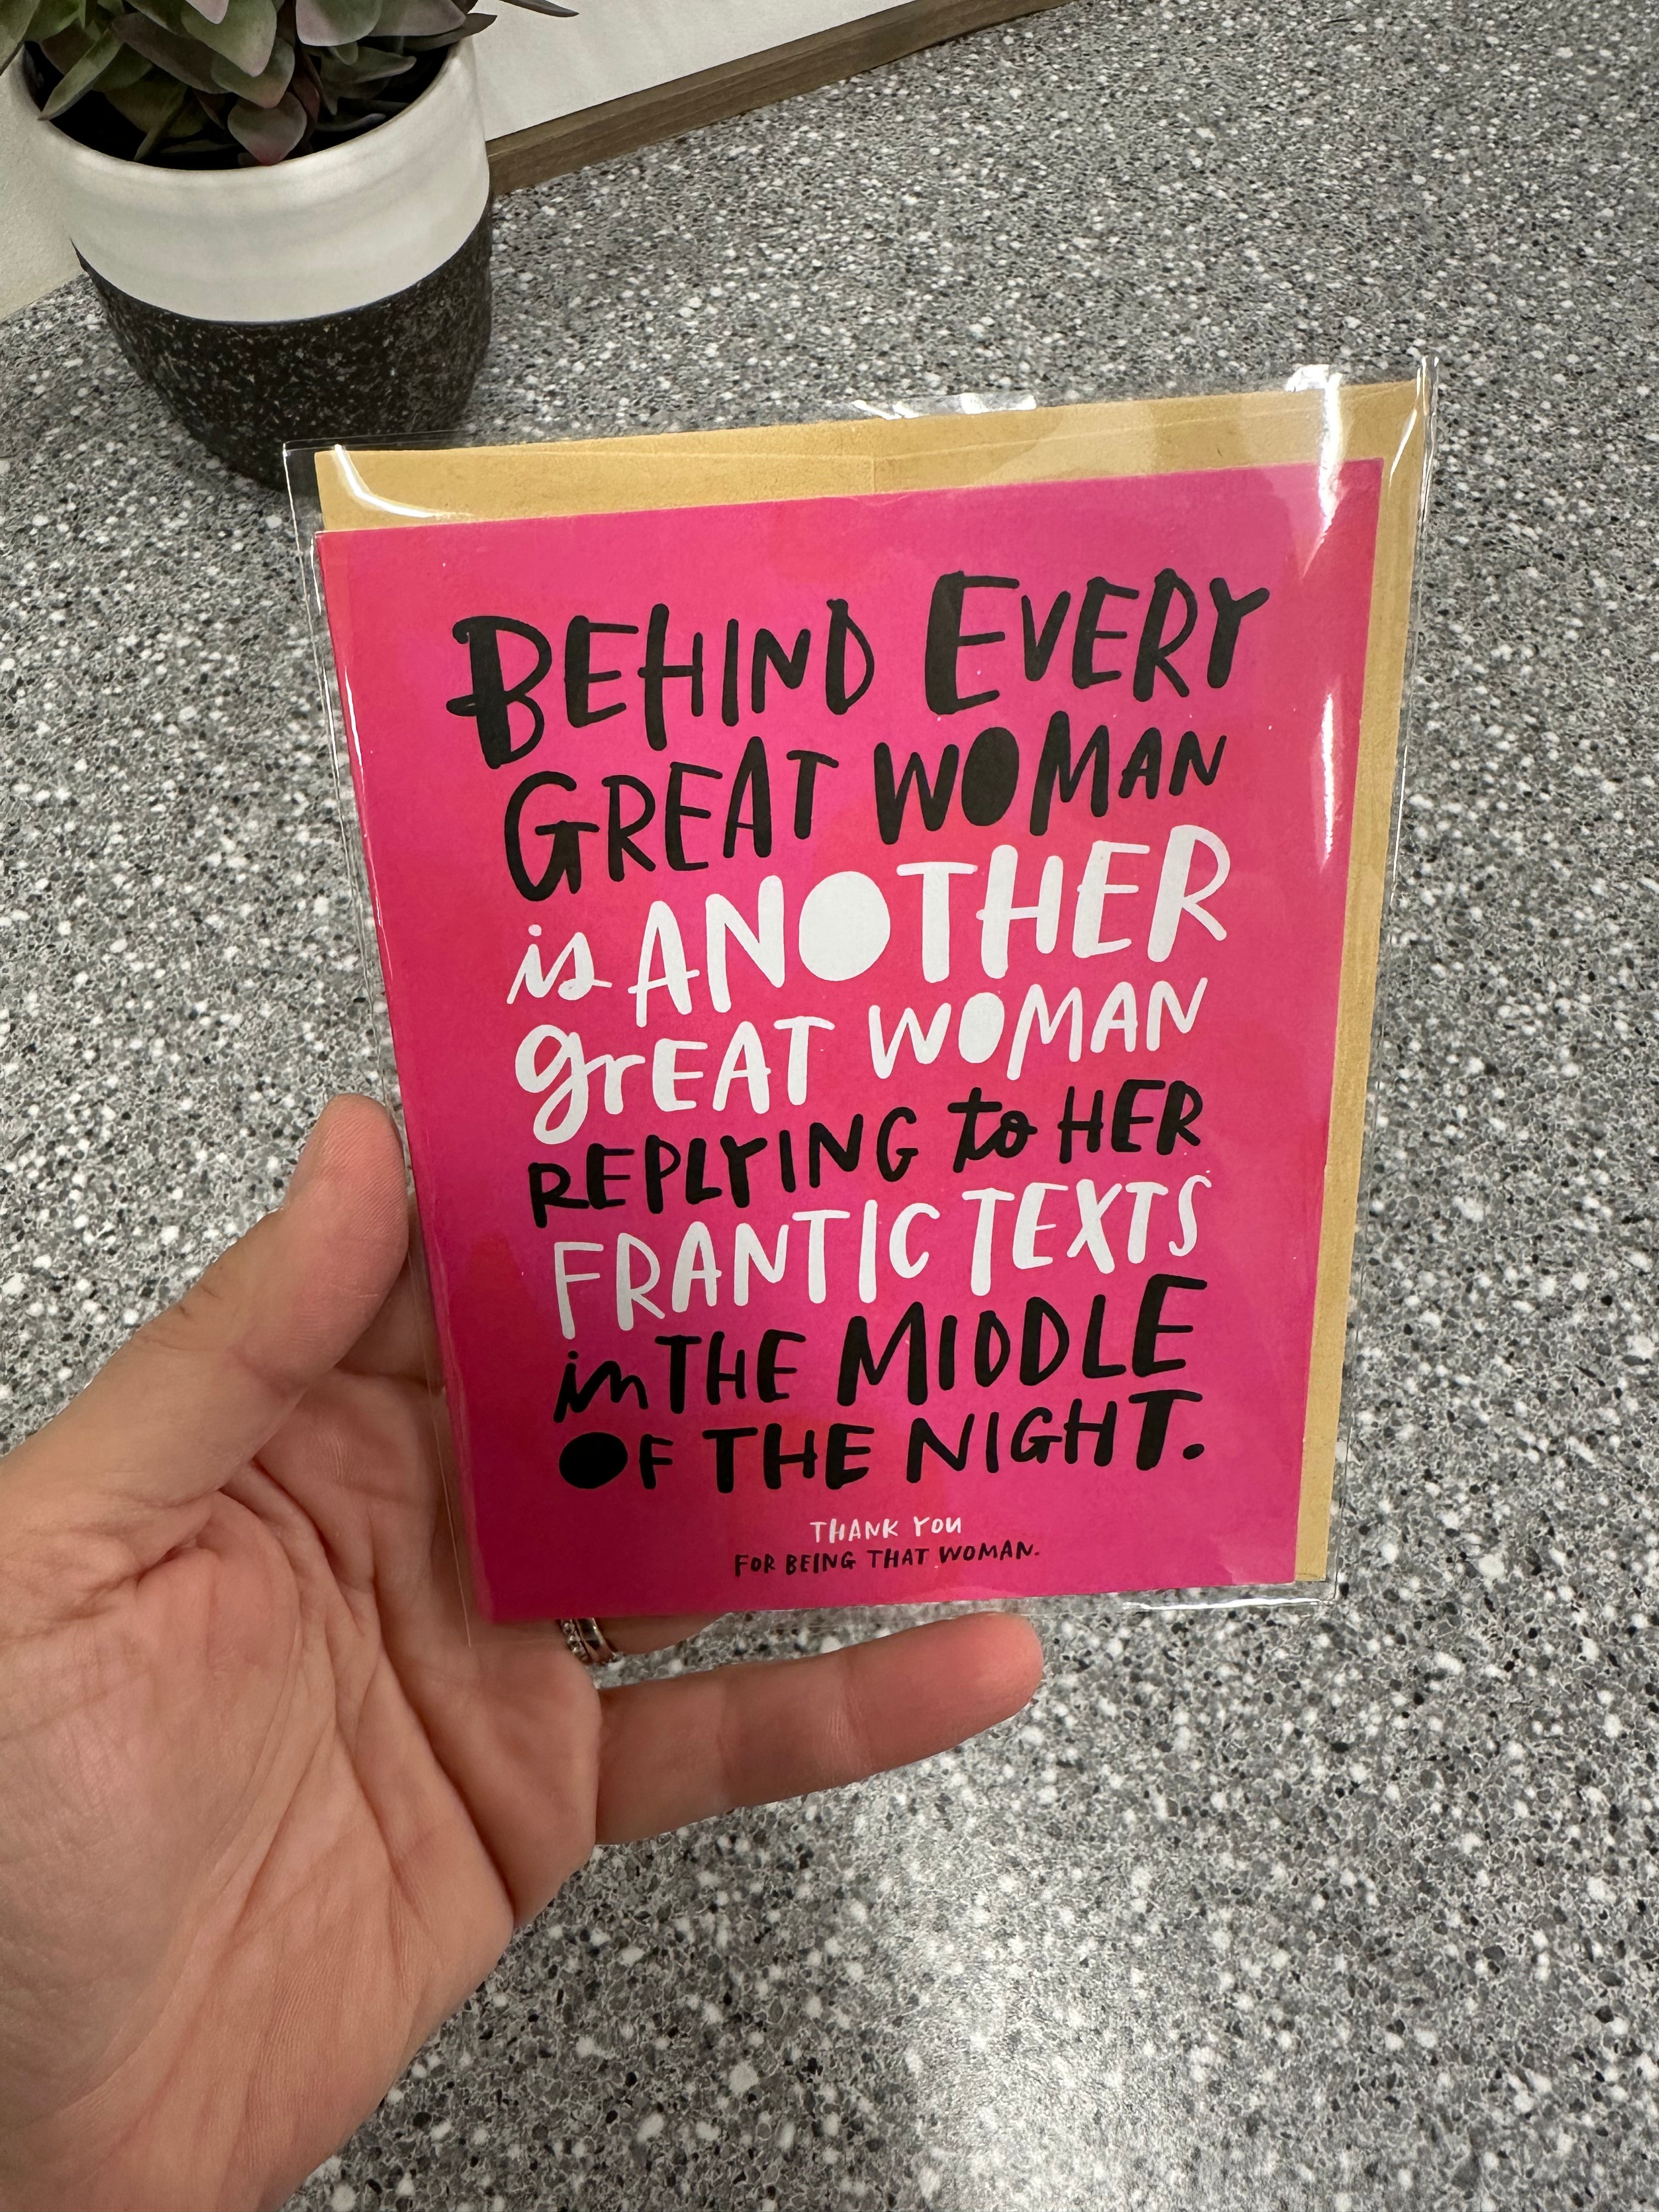 BEHIND EVERY
GREAT WOMAN
is ANOTHER
grEAT WOMAN
REPLYING to HER
FRANTIC TEXTS
in THE MIDDLE
OF THE NIGHT.
THANK YOU
FOR BEING THAT WOMAN.